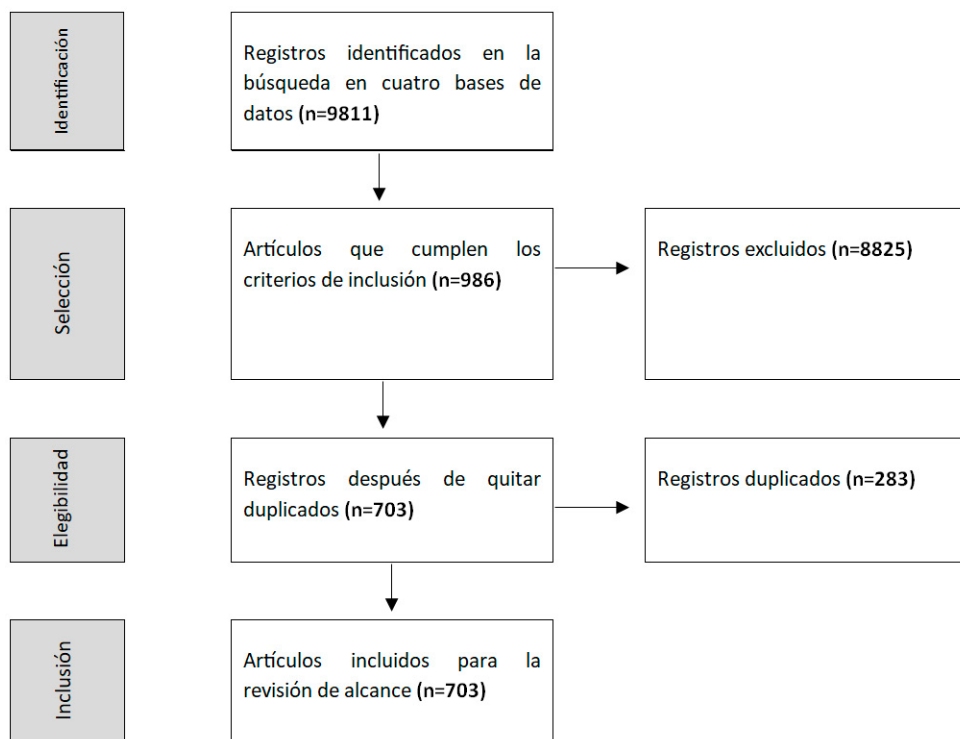 Identificación
Registros identificados en la
búsqueda en cuatro bases de
datos (n=9811)
Selección
Artículos que cumplen los
criterios de inclusión (n=986)
Registros excluidos (n=8825)
Elegibilidad
Registros después de quitar
duplicados (n=703)
Registros duplicados (n=283)
Inclusión
Artículos incluidos para la
revisión de alcance (n=703)